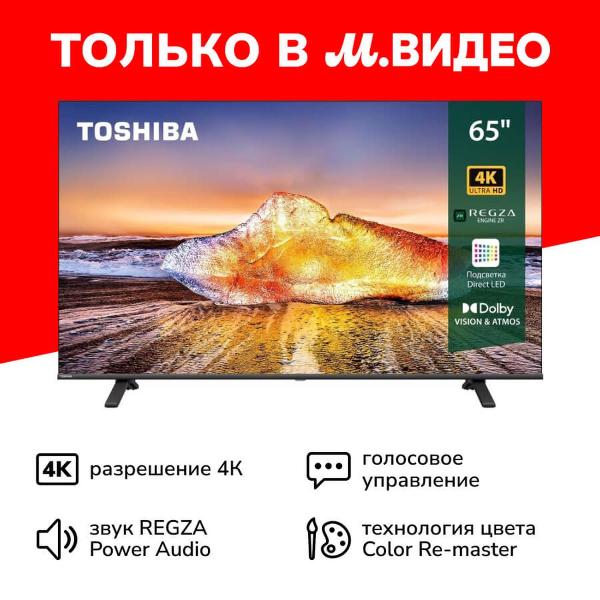 ТОЛЬКО В М.ВИДЕО
TOSHIBA
65"
4K
ULTRA HD
ZR
REGZA
ENGINE ZR
Подсветка
Direct LED
Dolby
VISION & ATMOS
4K
разрешение 4К
голосовое
управление
звук REGZA
Power Audio
технология цвета
Color Re-master